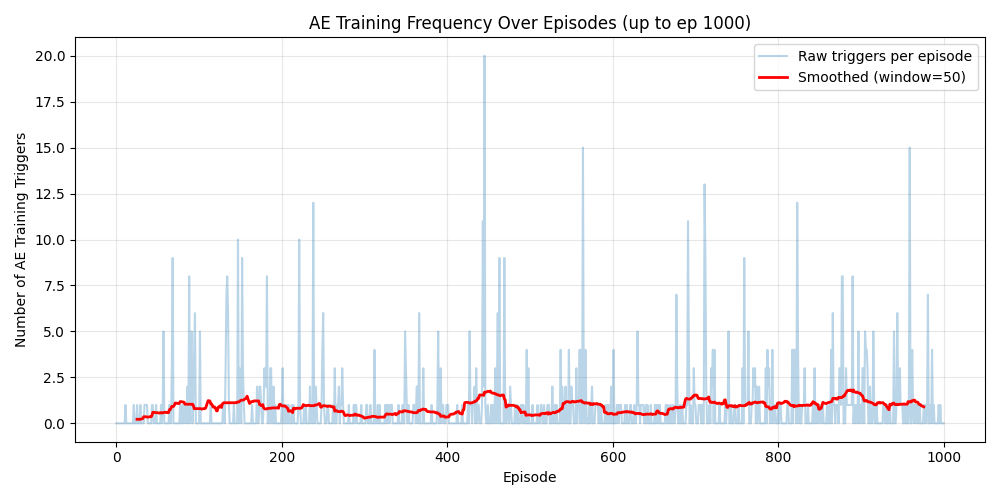 AE Training Frequency Over Episodes (up to ep 1000)
Raw triggers per episode
Smoothed (window=50)
Number of AE Training Triggers
20.0
17.5
15.0
12.5
10.0
7.5
5.0
2.5
0.0
0 200 400 600 800 1000
Episode